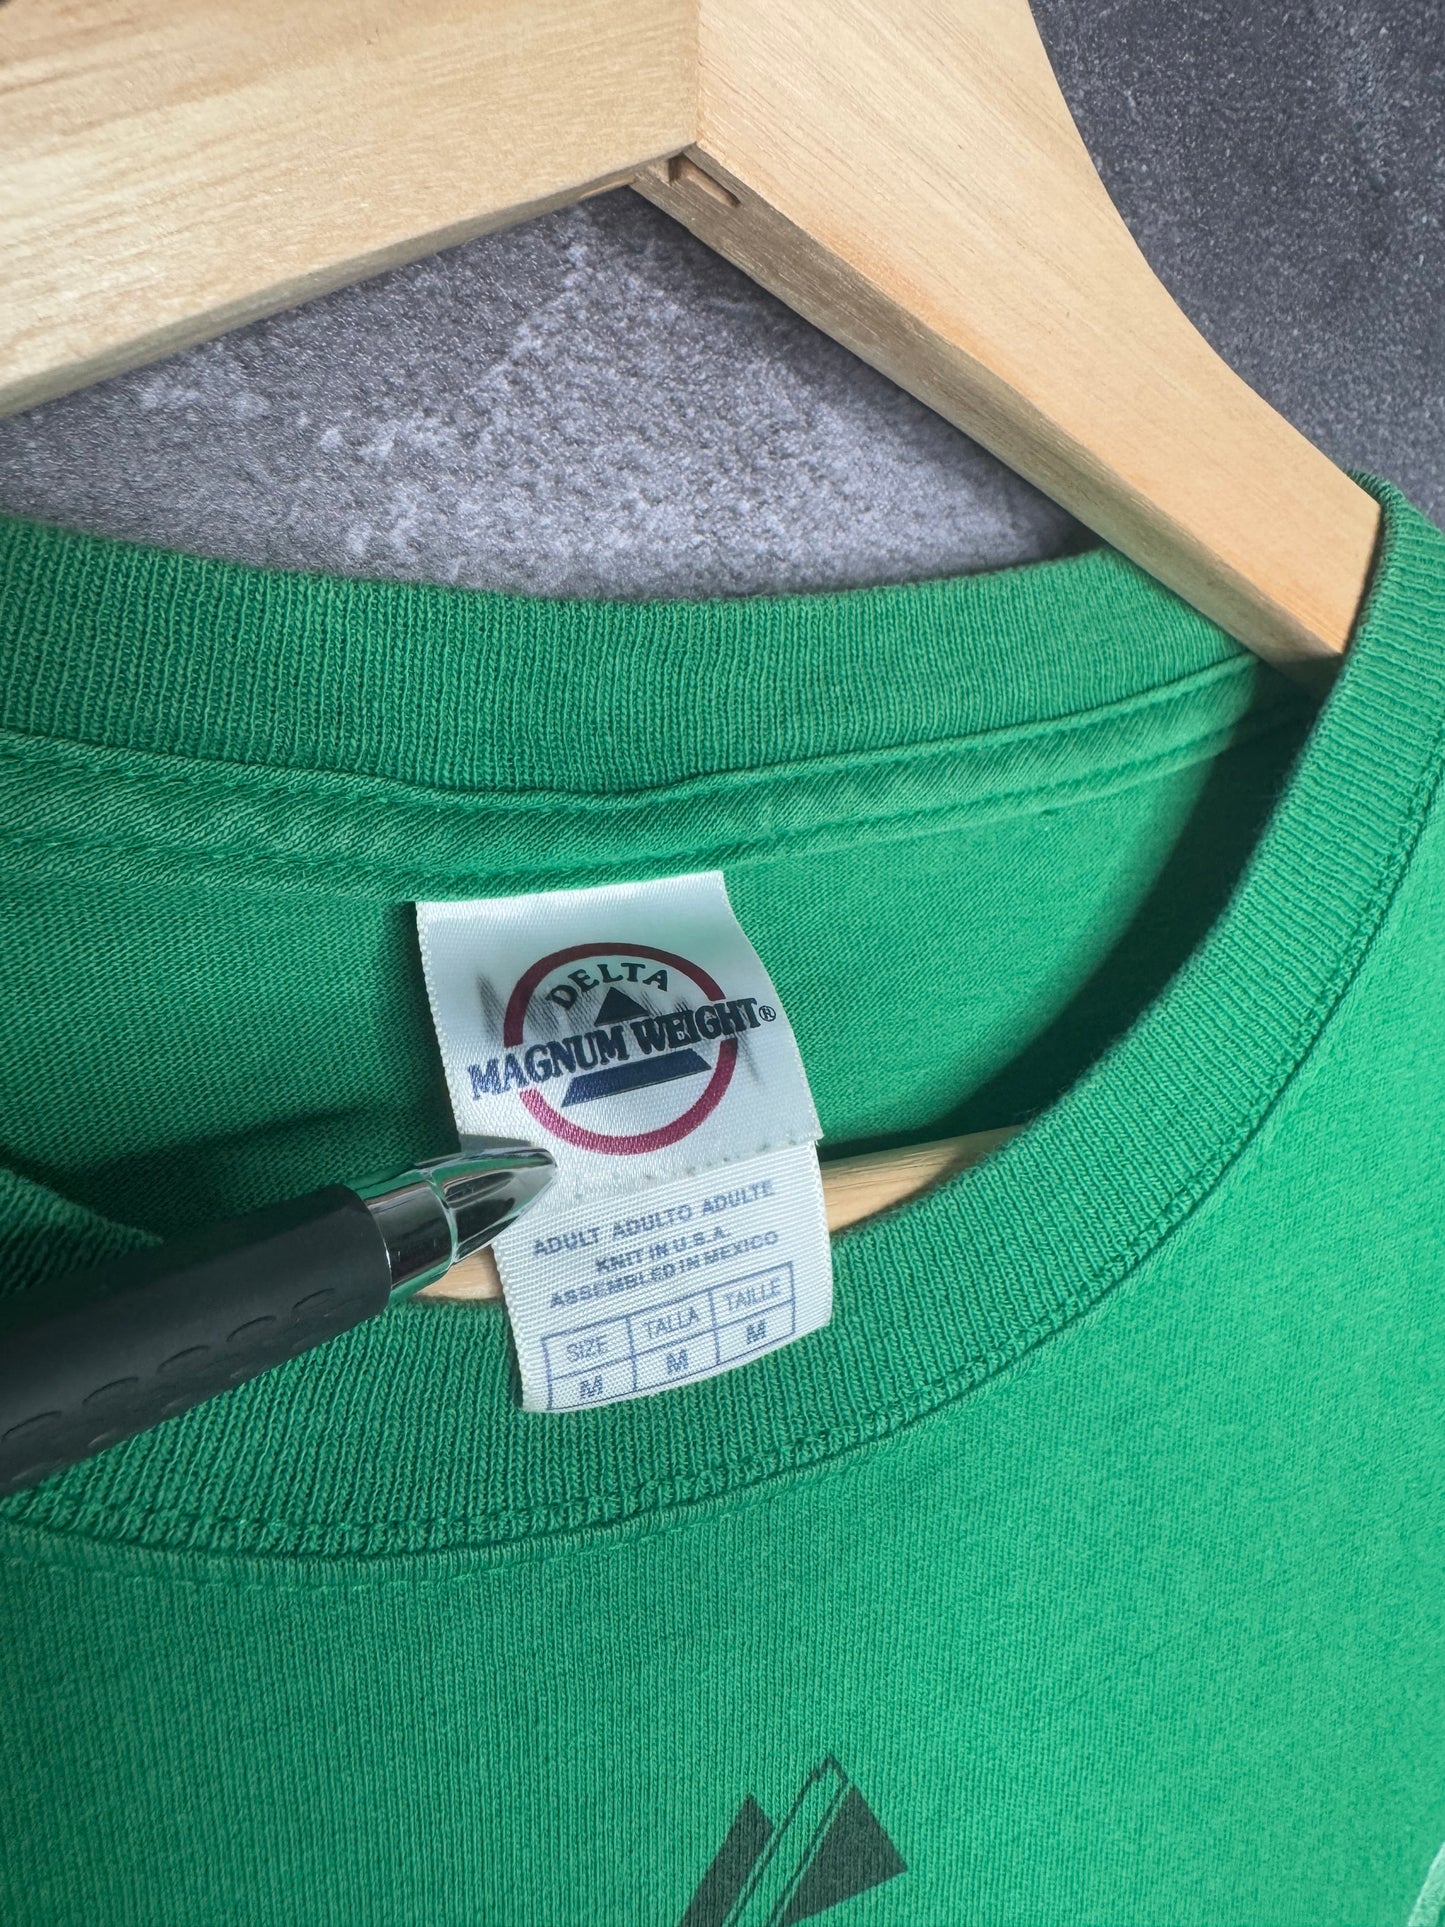 DELTA
MAGNUM WEIGHT®
ADULT ADULTO ADULTE
KNIT IN U.S.A.
ASSEMBLED IN MEXICO
SIZE TALLA TAILLE
M M M